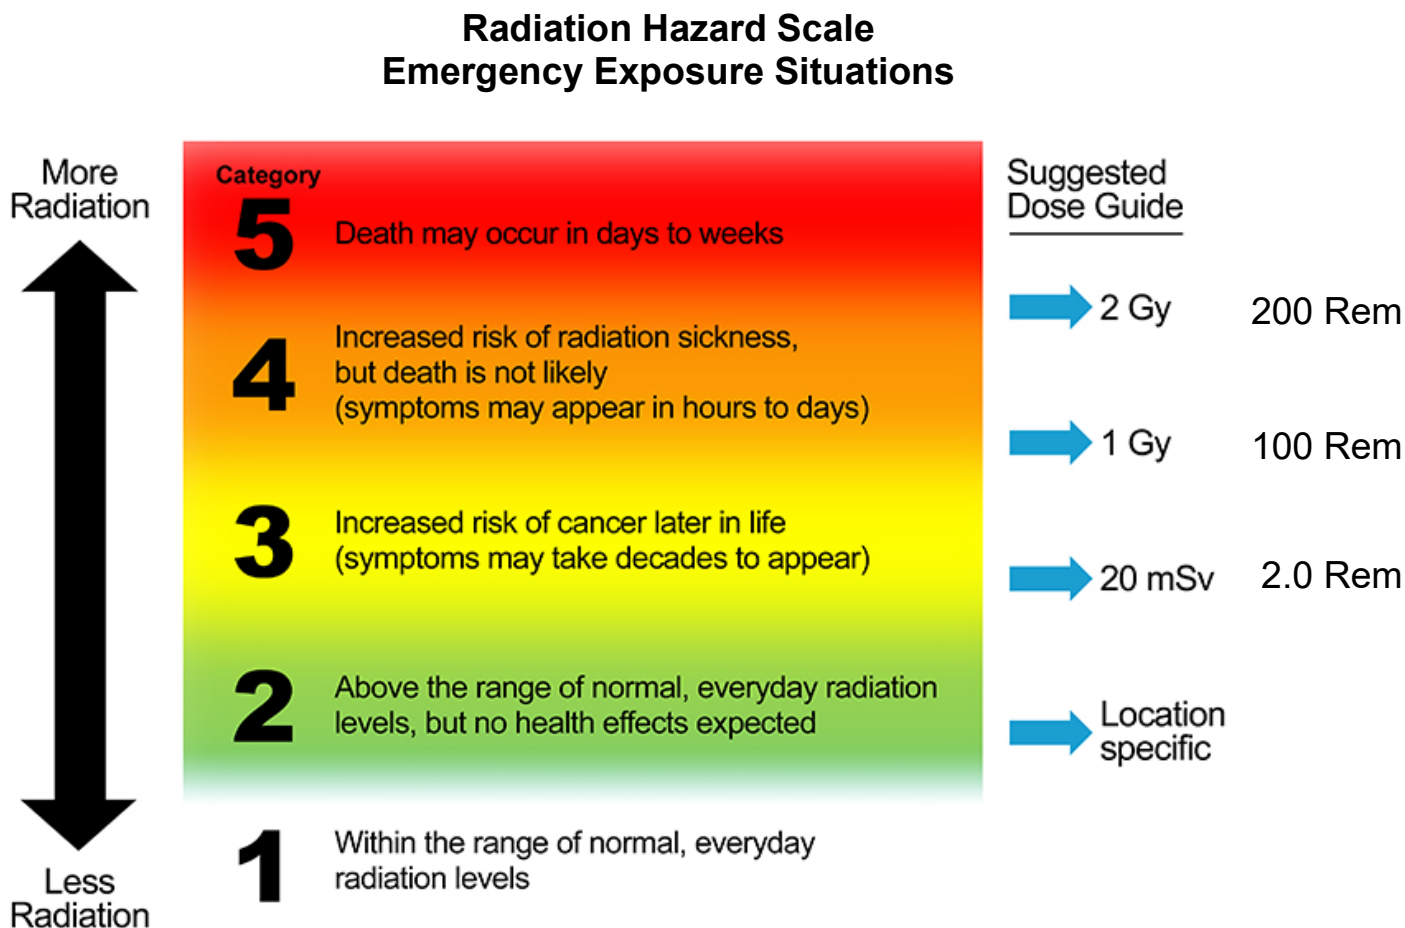 Radiation Hazard Scale
Emergency Exposure Situations
More
Radiation
Category
5
Death may occur in days to weeks
Suggested
Dose Guide
2 Gy
200 Rem
4
Increased risk of radiation sickness,
but death is not likely
(symptoms may appear in hours to days)
1 Gy
100 Rem
3
Increased risk of cancer later in life
(symptoms may take decades to appear)
20 mSv
2.0 Rem
2
Above the range of normal, everyday radiation
levels, but no health effects expected
Location
specific
1
Within the range of normal, everyday
radiation levels
Less
Radiation